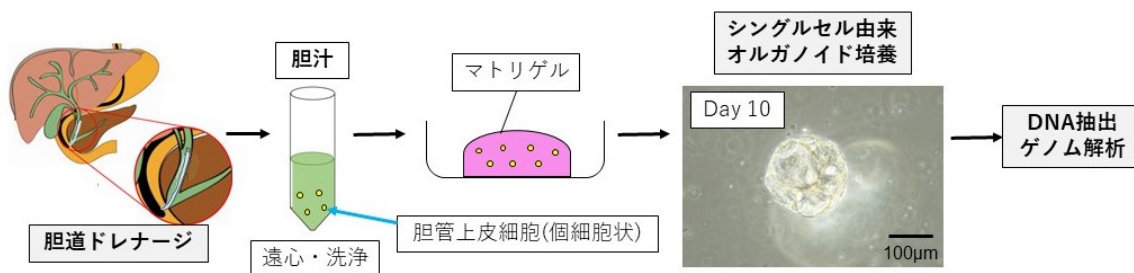 胆道ドレナージ
胆汁
遠心・洗浄
胆管上皮細胞(個細胞状)
マトリゲル
シングルセル由来
オルガノイド培養
Day 10
100μm
DNA抽出
ゲノム解析